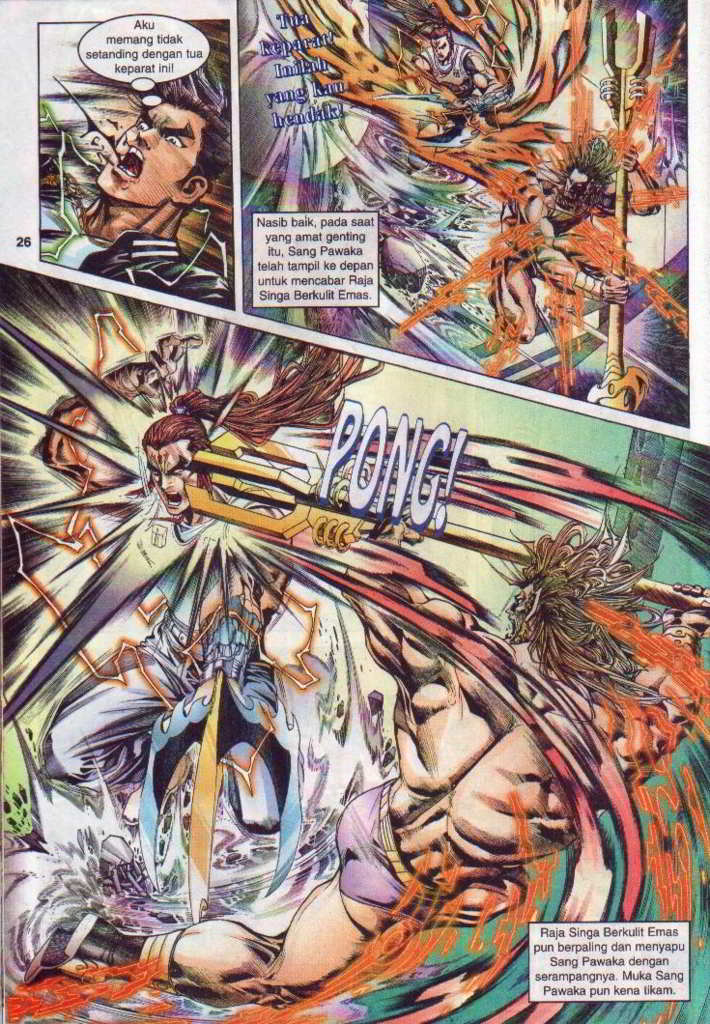 Aku
memang tidak
setanding dengan tua
keparat ini!
Tua
keparat!
Inilah
yang kau
hendak!
Nasib baik, pada saat
yang amat genting
itu, Sang Pawaka
telah tampil ke depan
untuk mencabar Raja
Singa Berkulit Emas.
26
PONG!
Raja Singa Berkulit Emas
pun berpaling dan menyapu
Sang Pawaka dengan
serampangnya. Muka Sang
Pawaka pun kena tikam.